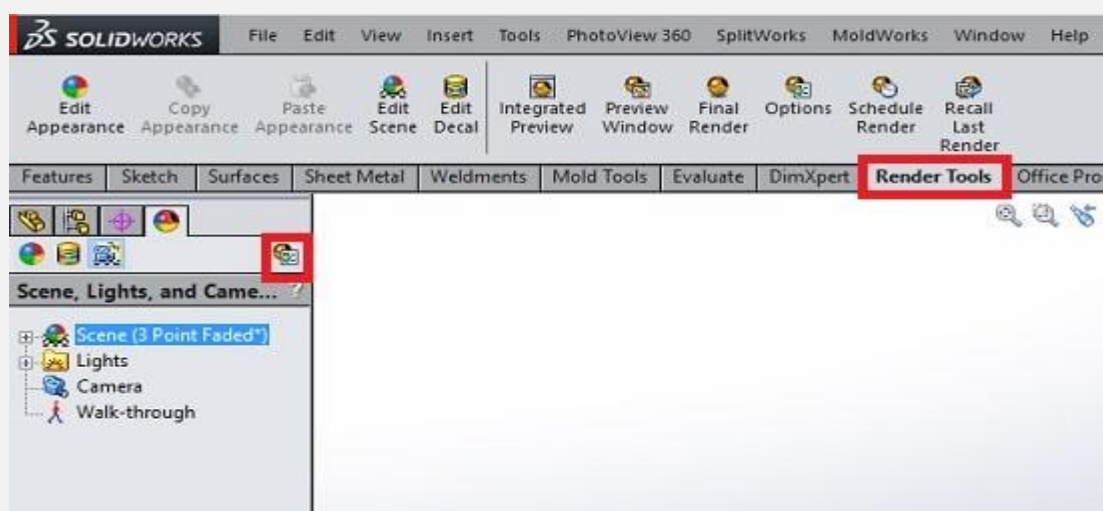 SOLIDWORKS File Edit View Insert Tools PhotoView 360 SplitWorks MoldWorks Window Help
Edit Appearance
Copy Appearance
Paste Appearance
Edit Scene
Edit Decal
Integrated Preview
Preview Window
Final Render
Options
Schedule Render
Recall Last Render
Features Sketch Surfaces Sheet Metal Weldments Mold Tools Evaluate DimXpert Render Tools Office Pro
Scene, Lights, and Came... ?
Scene (3 Point Faded*)
Lights
Camera
Walk-through